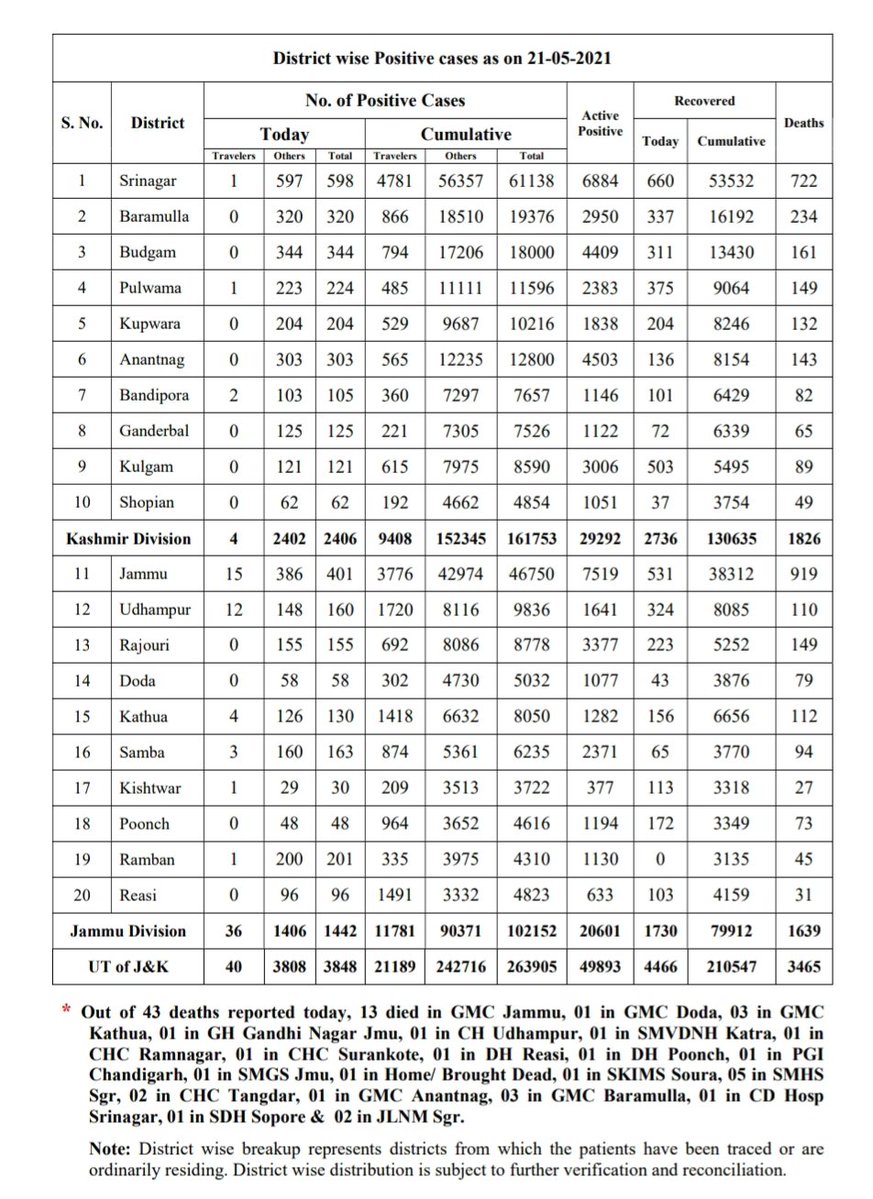 District wise Positive cases as on 21-05-2021
S. No. District No. of Positive Cases Active Positive Recovered Deaths
Today Cumulative Today Cumulative
Travelers Others Total Travelers Others Total
1 Srinagar 1 597 598 4781 56357 61138 6884 660 53532 722
2 Baramulla 0 320 320 866 18510 19376 2950 337 16192 234
3 Budgam 0 344 344 794 17206 18000 4409 311 13430 161
4 Pulwama 1 223 224 485 11111 11596 2383 375 9064 149
5 Kupwara 0 204 204 529 9687 10216 1838 204 8246 132
6 Anantnag 0 303 303 565 12235 12800 4503 136 8154 143
7 Bandipora 2 103 105 360 7297 7657 1146 101 6429 82
8 Ganderbal 0 125 125 221 7305 7526 1122 72 6339 65
9 Kulgam 0 121 121 615 7975 8590 3006 503 5495 89
10 Shopian 0 62 62 192 4662 4854 1051 37 3754 49
Kashmir Division 4 2402 2406 9408 152345 161753 29292 2736 130635 1826
11 Jammu 15 386 401 3776 42974 46750 7519 531 38312 919
12 Udhampur 12 148 160 1720 8116 9836 1641 324 8085 110
13 Rajouri 0 155 155 692 8086 8778 3377 223 5252 149
14 Doda 0 58 58 302 4730 5032 1077 43 3876 79
15 Kathua 4 126 130 1418 6632 8050 1282 156 6656 112
16 Samba 3 160 163 874 5361 6235 2371 65 3770 94
17 Kishtwar 1 29 30 209 3513 3722 377 113 3318 27
18 Poonch 0 48 48 964 3652 4616 1194 172 3349 73
19 Ramban 1 200 201 335 3975 4310 1130 0 3135 45
20 Reasi 0 96 96 1491 3332 4823 633 103 4159 31
Jammu Division 36 1406 1442 11781 90371 102152 20601 1730 79912 1639
UT of J&K 40 3808 3848 21189 242716 263905 49893 4466 210547 3465
* Out of 43 deaths reported today, 13 died in GMC Jammu, 01 in GMC Doda, 03 in GMC
Kathua, 01 in GH Gandhi Nagar Jmu, 01 in CH Udhampur, 01 in SMVDNH Katra, 01 in
CHC Ramnagar, 01 in CHC Surankote, 01 in DH Reasi, 01 in DH Poonch, 01 in PGI
Chandigarh, 01 in SMGS Jmu, 01 in Home/ Brought Dead, 01 in SKIMS Soura, 05 in SMHS
Sgr, 02 in CHC Tangdar, 01 in GMC Anantnag, 03 in GMC Baramulla, 01 in CD Hosp
Srinagar, 01 in SDH Sopore & 02 in JLNM Sgr.
Note: District wise breakup represents districts from which the patients have been traced or are
ordinarily residing. District wise distribution is subject to further verification and reconciliation.